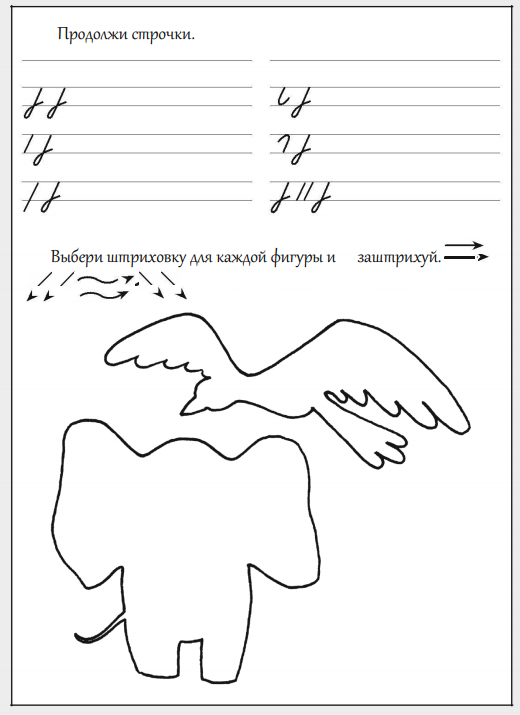 Продолжи строчки.
Выбери штриховку для каждой фигуры и заштрихуй.